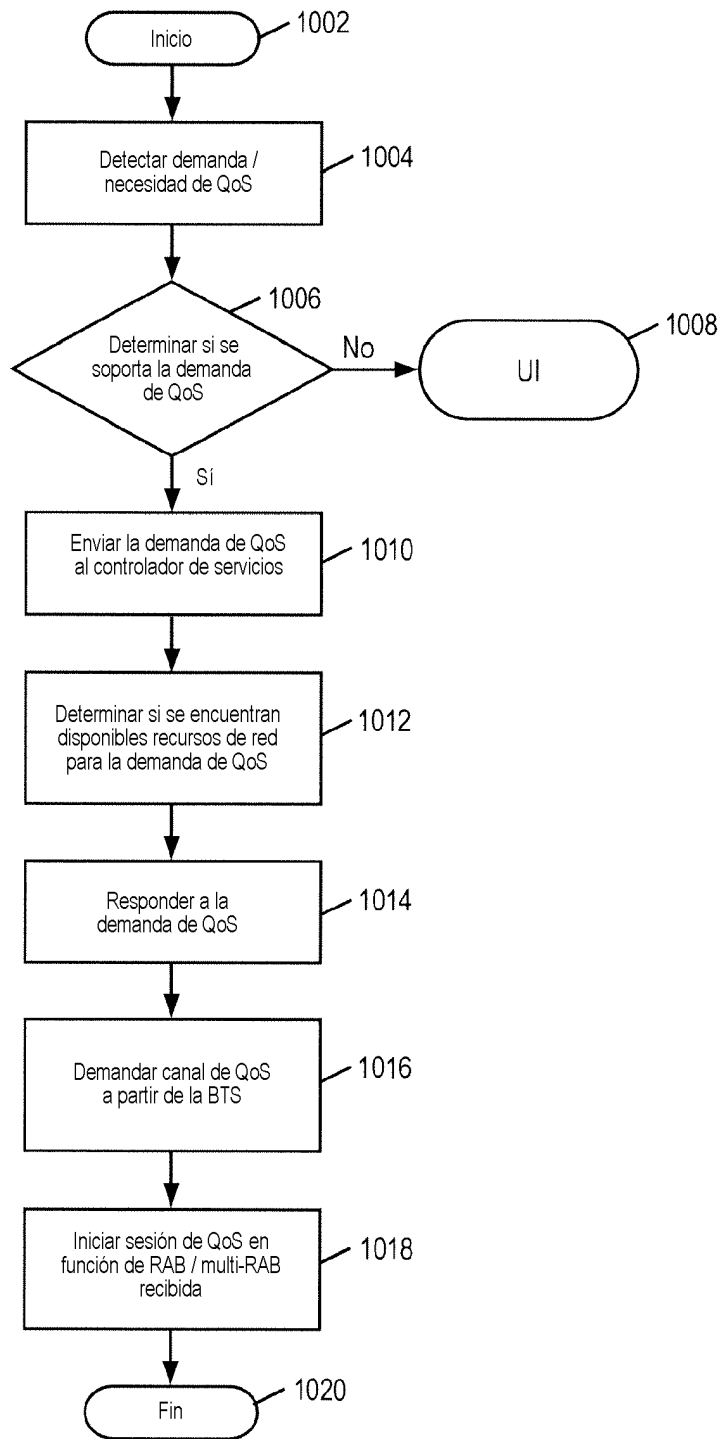 Inicio
1002
Detectar demanda /
necesidad de QoS
1004
1006
Determinar si se
soporta la demanda
de QoS
No
UI
1008
Sí
Enviar la demanda de QoS
al controlador de servicios
1010
Determinar si se encuentran
disponibles recursos de red
para la demanda de QoS
1012
Responder a la
demanda de QoS
1014
Demandar canal de QoS
a partir de la BTS
1016
Iniciar sesión de QoS en
función de RAB / multi-RAB
recibida
1018
Fin
1020